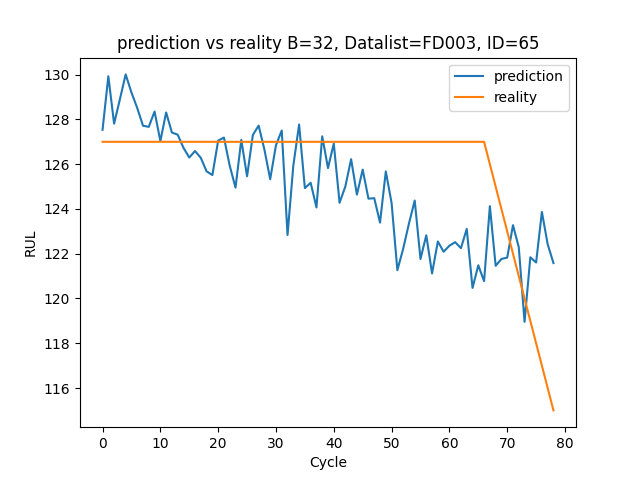 prediction vs reality B=32, Datalist=FD003, ID=65
prediction
reality
130
128
126
124
122
120
118
116
RUL
0 10 20 30 40 50 60 70 80
Cycle